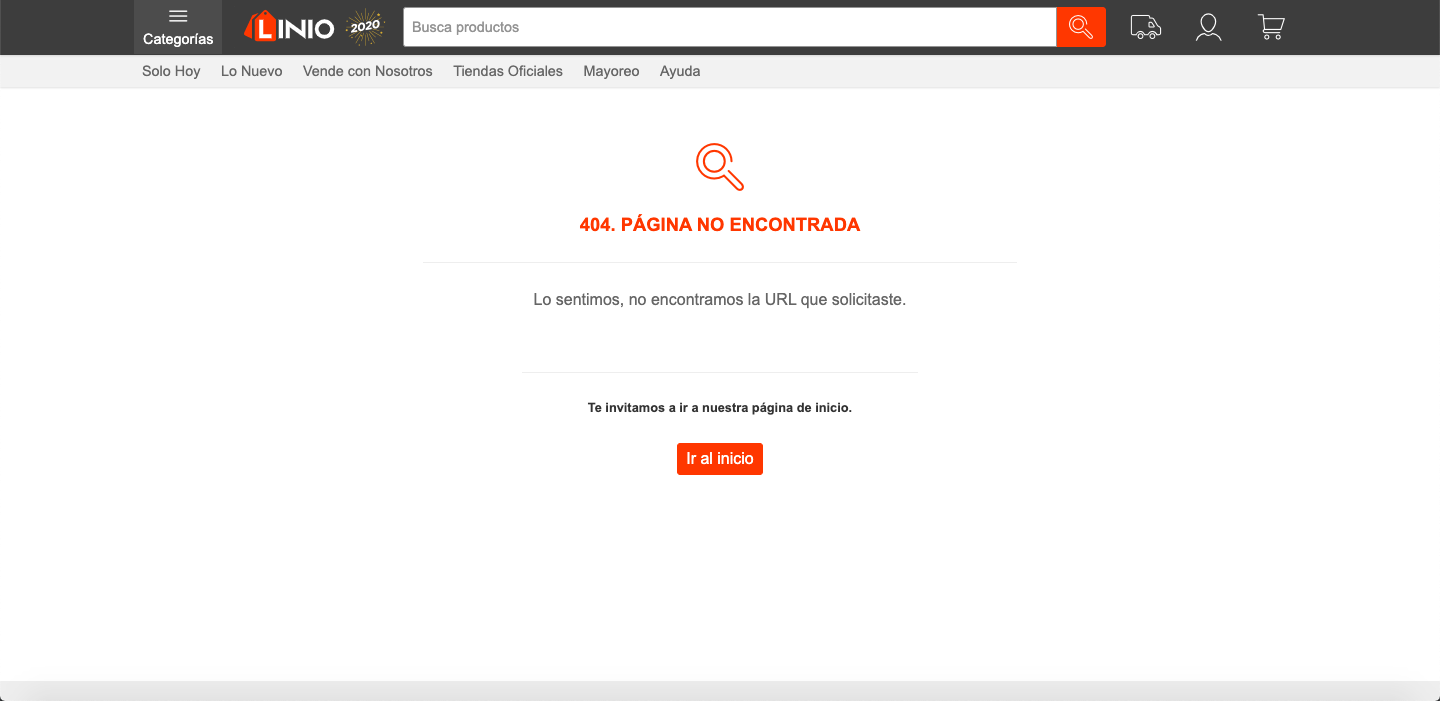 Categorías
LINIO
2020
Busca productos
Solo Hoy Lo Nuevo Vende con Nosotros Tiendas Oficiales Mayoreo Ayuda
404. PÁGINA NO ENCONTRADA
Lo sentimos, no encontramos la URL que solicitaste.
Te invitamos a ir a nuestra página de inicio.
Ir al inicio